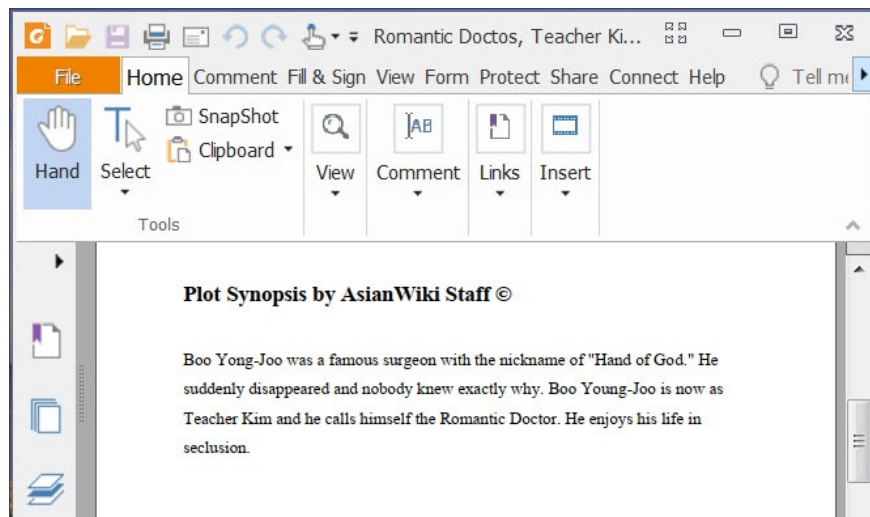 Romantic Doctos, Teacher Ki...
File Home Comment Fill & Sign View Form Protect Share Connect Help Tell me
SnapShot
Clipboard
Hand Select View Comment Links Insert
Tools
Plot Synopsis by AsianWiki Staff ©
Boo Yong-Joo was a famous surgeon with the nickname of "Hand of God." He
suddenly disappeared and nobody knew exactly why. Boo Young-Joo is now as
Teacher Kim and he calls himself the Romantic Doctor. He enjoys his life in
seclusion.